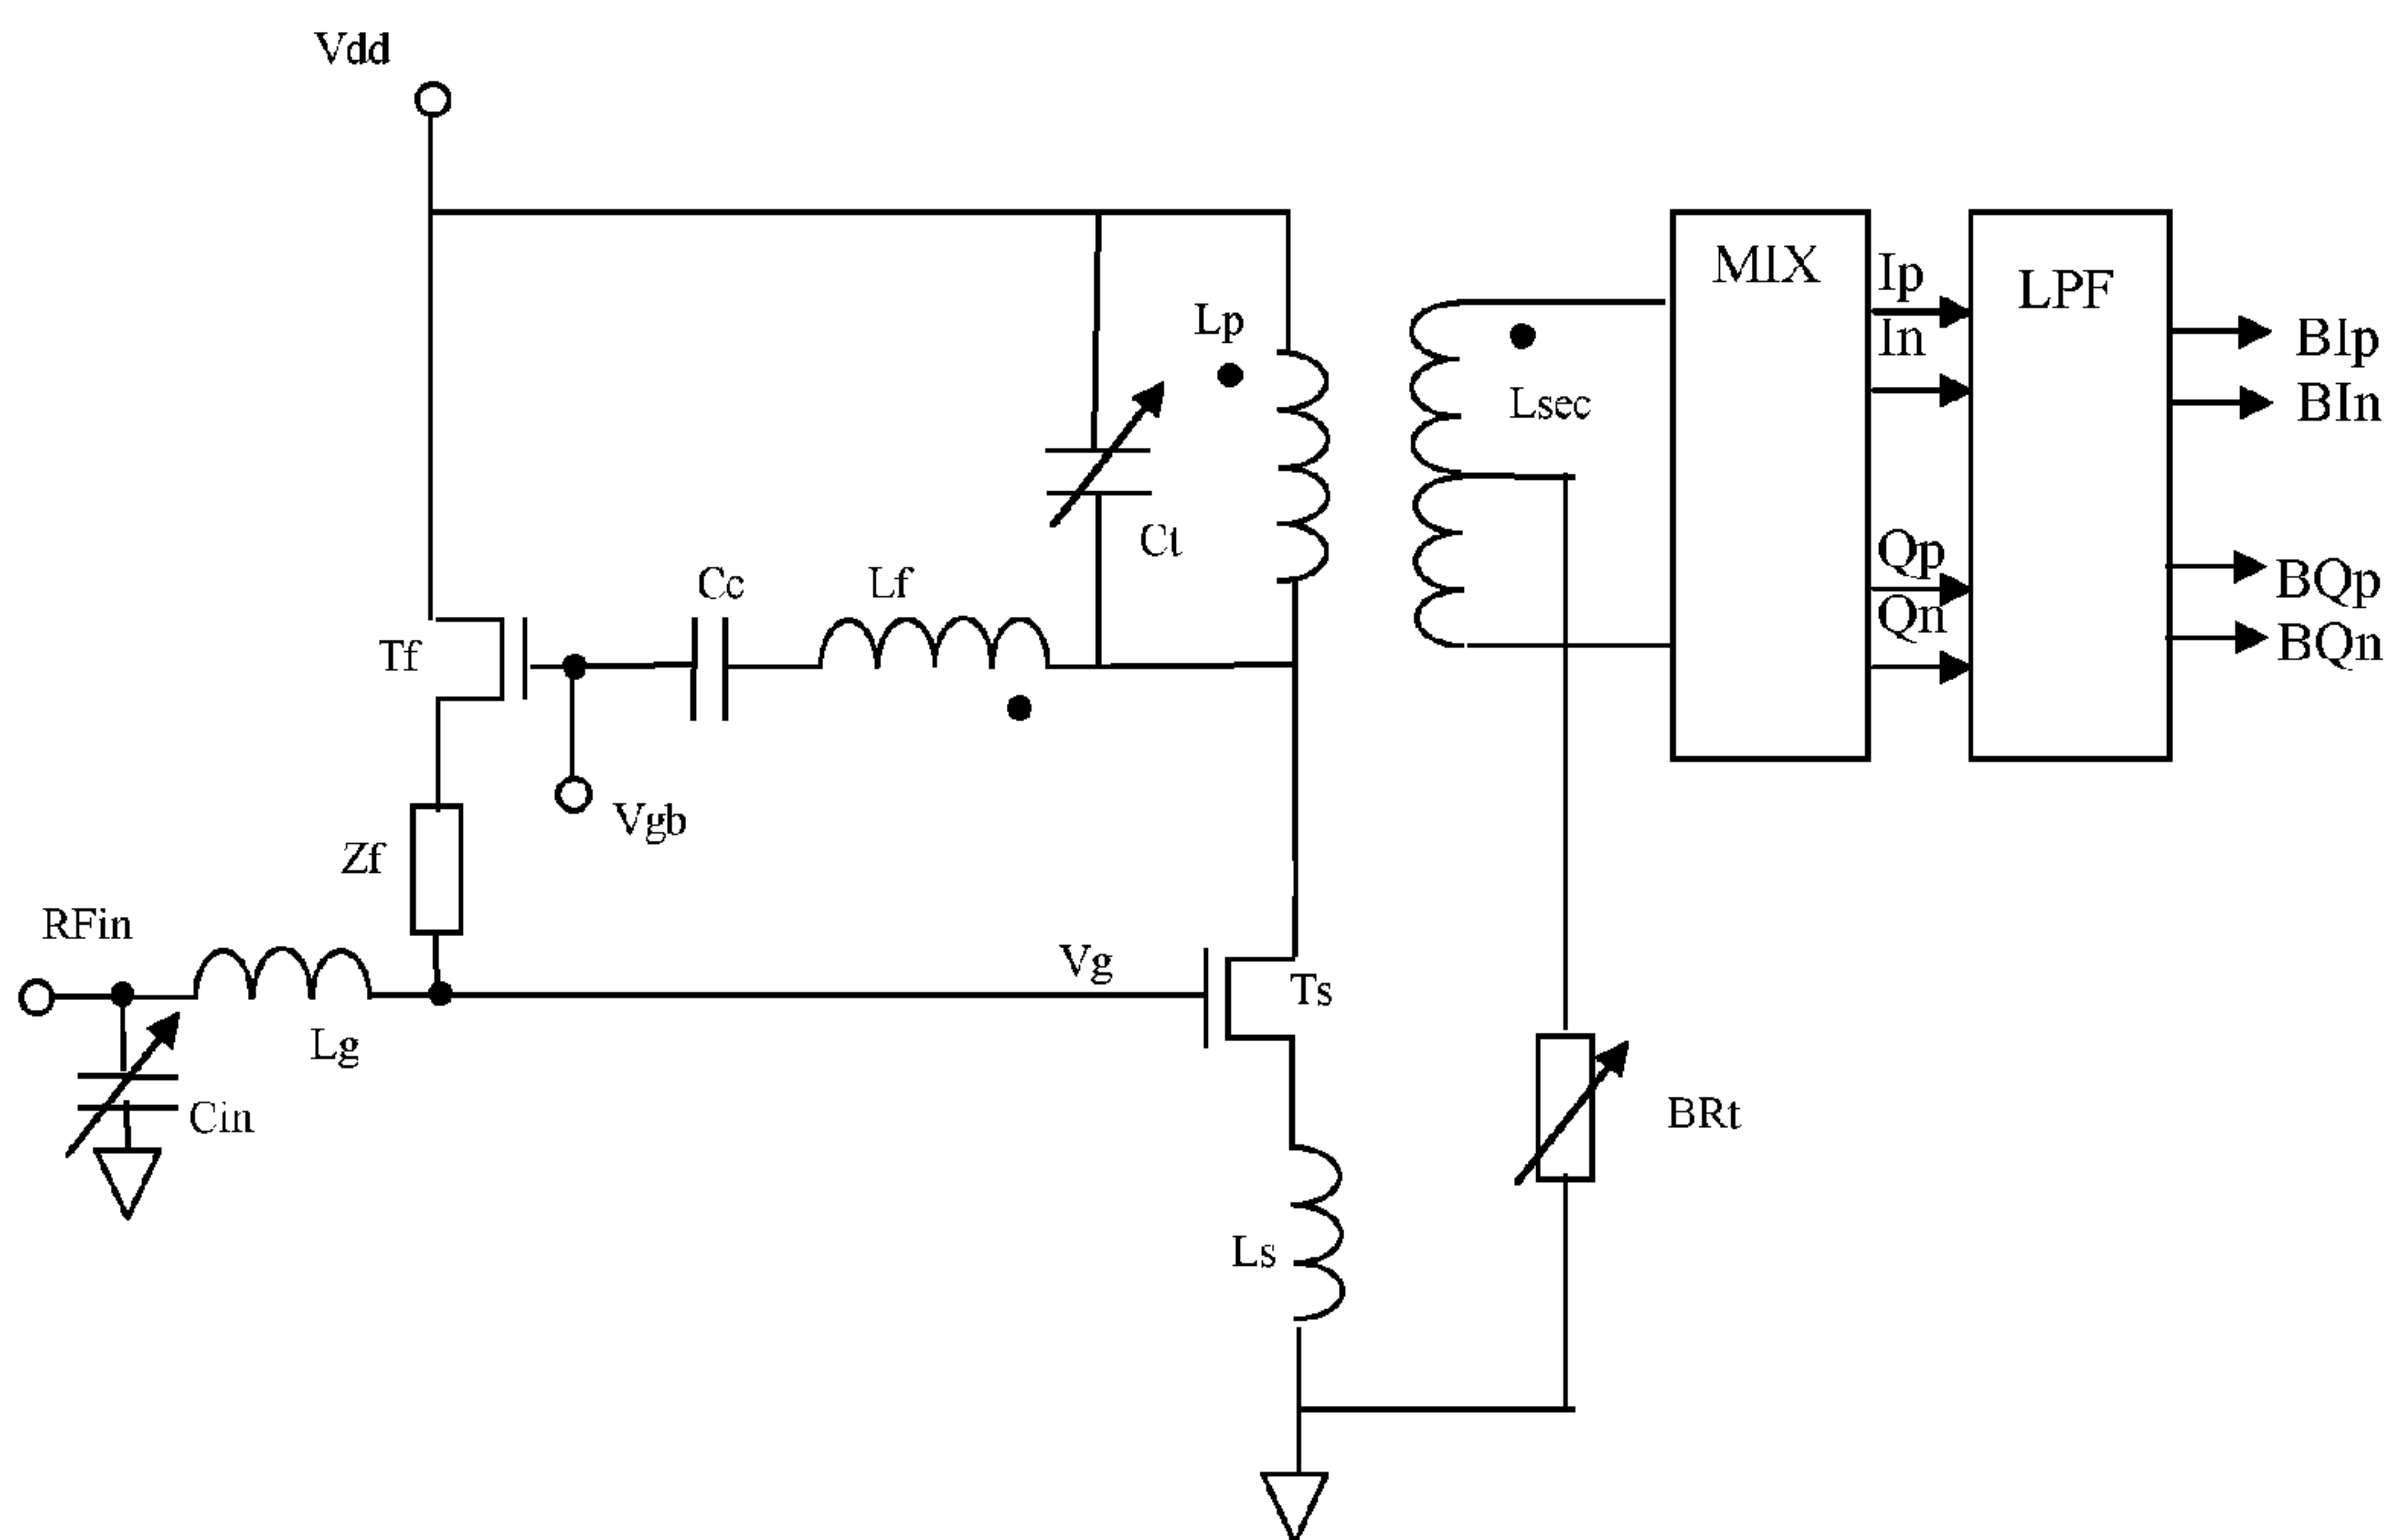 Vdd
MIX
Ip
LPF
Lp
In
BIp
Lsec
BIn
Ct
Qp
Cc
Lf
BQp
Tf
Qn
BQn
Vgb
Zf
RFin
Vg
Ts
Lg
Cin
BRt
Ls